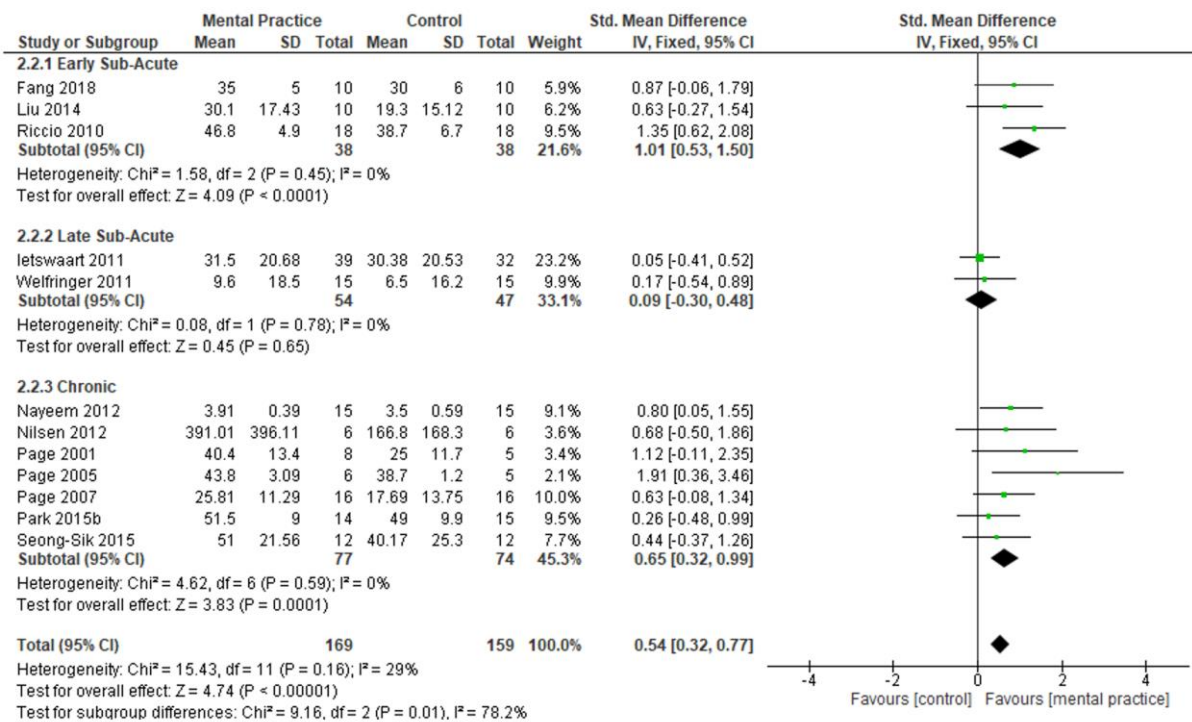 Mental Practice Control Std. Mean Difference Std. Mean Difference
Study or Subgroup Mean SD Total Mean SD Total Weight IV, Fixed, 95% CI IV, Fixed, 95% CI
2.2.1 Early Sub-Acute
Fang 2018 35 5 10 30 6 10 5.9% 0.87 [-0.06, 1.79]
Liu 2014 30.1 17.43 10 19.3 15.12 10 6.2% 0.63 [-0.27, 1.54]
Riccio 2010 46.8 4.9 18 38.7 6.7 18 9.5% 1.35 [0.62, 2.08]
Subtotal (95% CI) 38 38 21.6% 1.01 [0.53, 1.50]
Heterogeneity: Chi² = 1.58, df = 2 (P = 0.45); I² = 0%
Test for overall effect: Z = 4.09 (P < 0.0001)
2.2.2 Late Sub-Acute
Ietswaart 2011 31.5 20.68 39 30.38 20.53 32 23.2% 0.05 [-0.41, 0.52]
Welfringer 2011 9.6 18.5 15 6.5 16.2 15 9.9% 0.17 [-0.54, 0.89]
Subtotal (95% CI) 54 47 33.1% 0.09 [-0.30, 0.48]
Heterogeneity: Chi² = 0.08, df = 1 (P = 0.78); I² = 0%
Test for overall effect: Z = 0.45 (P = 0.65)
2.2.3 Chronic
Nayeem 2012 3.91 0.39 15 3.5 0.59 15 9.1% 0.80 [0.05, 1.55]
Nilsen 2012 391.01 396.11 6 166.8 168.3 6 3.6% 0.68 [-0.50, 1.86]
Page 2001 40.4 13.4 8 25 11.7 5 3.4% 1.12 [-0.11, 2.35]
Page 2005 43.8 3.09 6 38.7 1.2 5 2.1% 1.91 [0.36, 3.46]
Page 2007 25.81 11.29 16 17.69 13.75 16 10.0% 0.63 [-0.08, 1.34]
Park 2015b 51.5 9 14 49 9.9 15 9.5% 0.26 [-0.48, 0.99]
Seong-Sik 2015 51 21.56 12 40.17 25.3 12 7.7% 0.44 [-0.37, 1.26]
Subtotal (95% CI) 77 74 45.3% 0.65 [0.32, 0.99]
Heterogeneity: Chi² = 4.62, df = 6 (P = 0.59); I² = 0%
Test for overall effect: Z = 3.83 (P = 0.0001)
Total (95% CI) 169 159 100.0% 0.54 [0.32, 0.77]
Heterogeneity: Chi² = 15.43, df = 11 (P = 0.16); I² = 29%
Test for overall effect: Z = 4.74 (P < 0.00001)
Test for subgroup differences: Chi² = 9.16, df = 2 (P = 0.01), I² = 78.2%
-4 -2 0 2 4
Favours [control] Favours [mental practice]